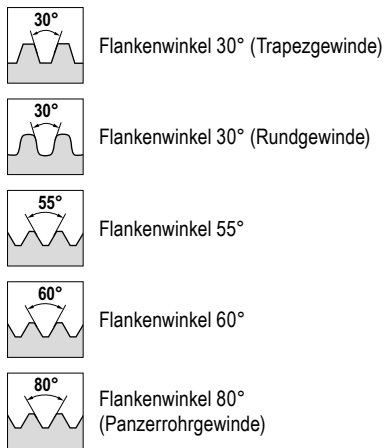 30°
Flankenwinkel 30° (Trapezgewinde)
30°
Flankenwinkel 30° (Rundgewinde)
55°
Flankenwinkel 55°
60°
Flankenwinkel 60°
80°
Flankenwinkel 80°
(Panzerrohrgewinde)